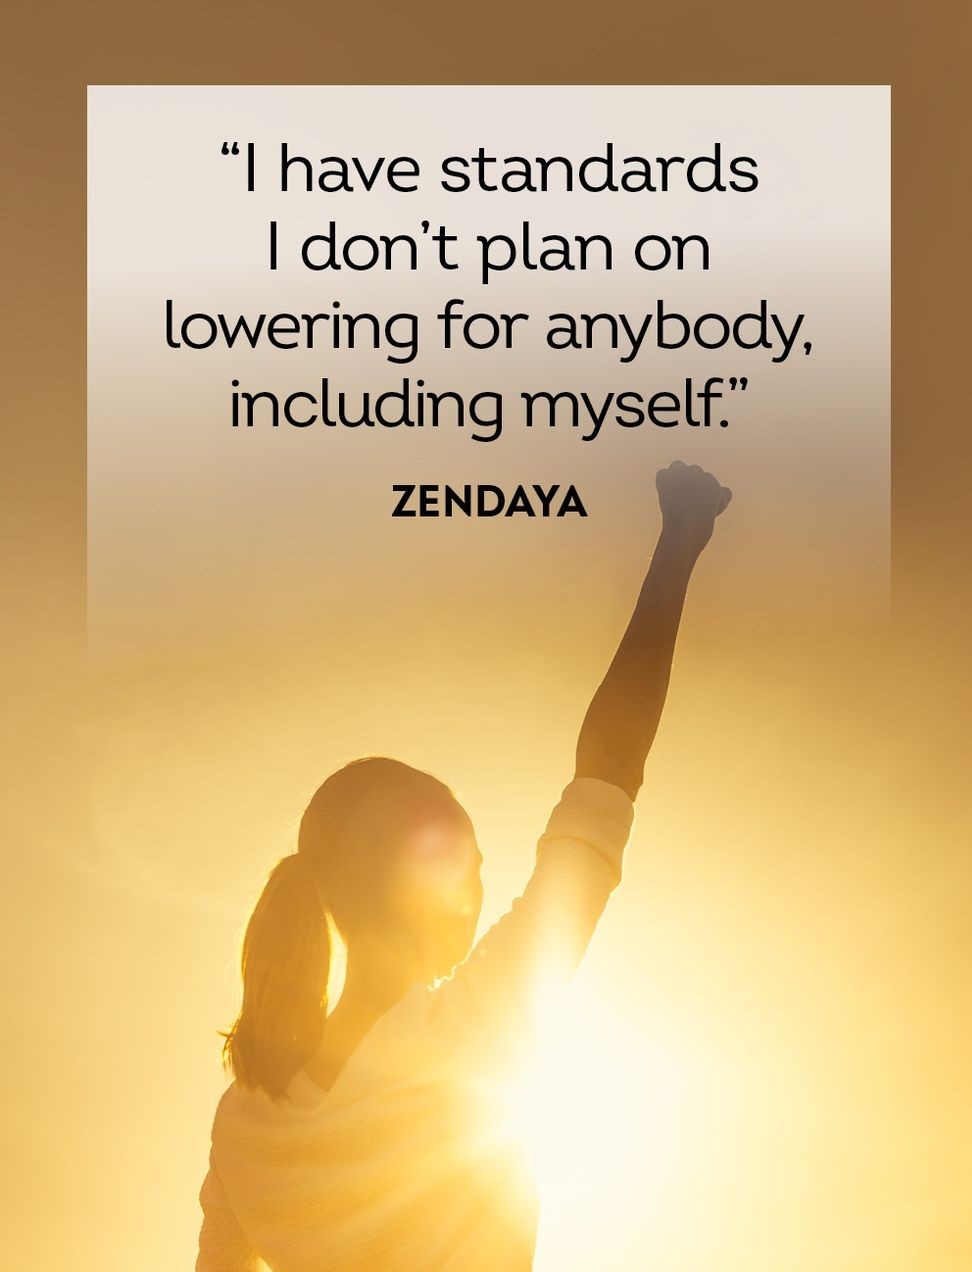 “I have standards
I don’t plan on
lowering for anybody,
including myself.”
ZENDAYA